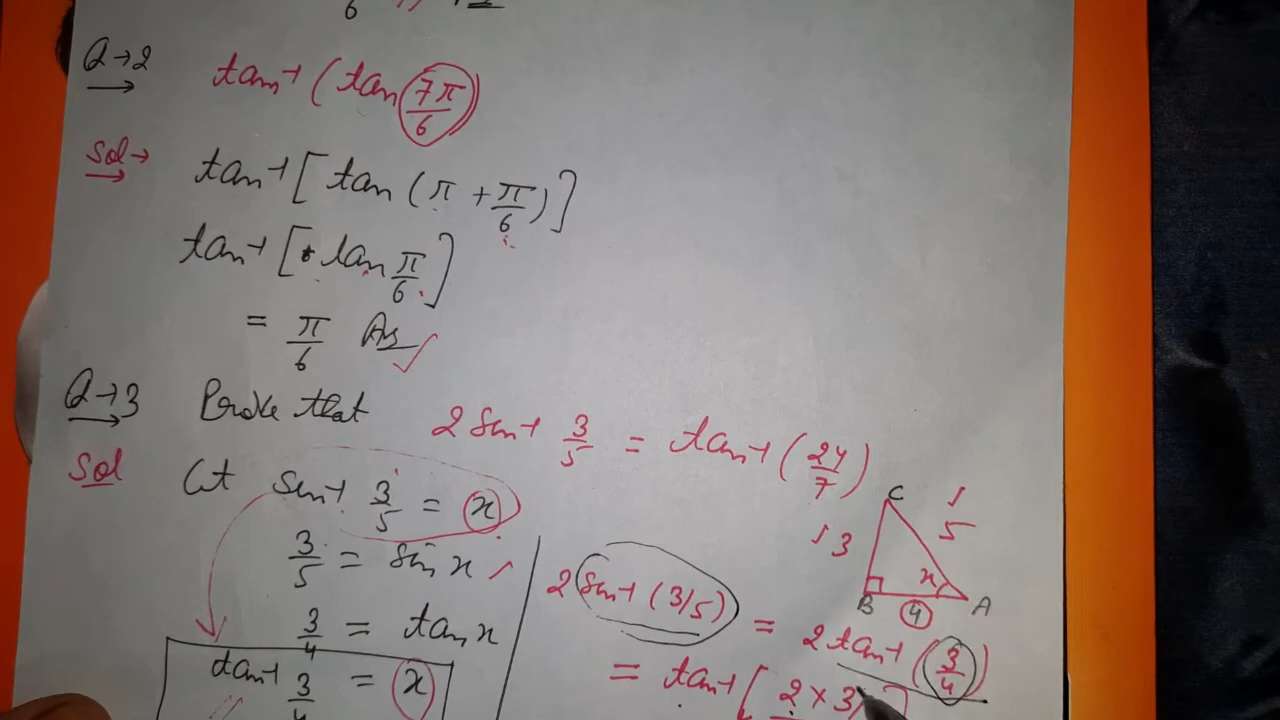 6
Q→2 tan⁻¹ (tan 7π/6)
Sol→ tan⁻¹ [tan (π + π/6)]
tan⁻¹ [tan π/6]
= π/6 Ans
Q→3 Prove that 2 Sin⁻¹ 3/5 = tan⁻¹ (24/7)
Sol Let Sin⁻¹ 3/5 = x
3/5 = sin x
3/4 = tan x
tan⁻¹ 3/4 = x
C
3 5
x
B 4 A
2 Sin⁻¹ (3/5) = 2 tan⁻¹ (3/4)
= tan⁻¹ [2 × 3/